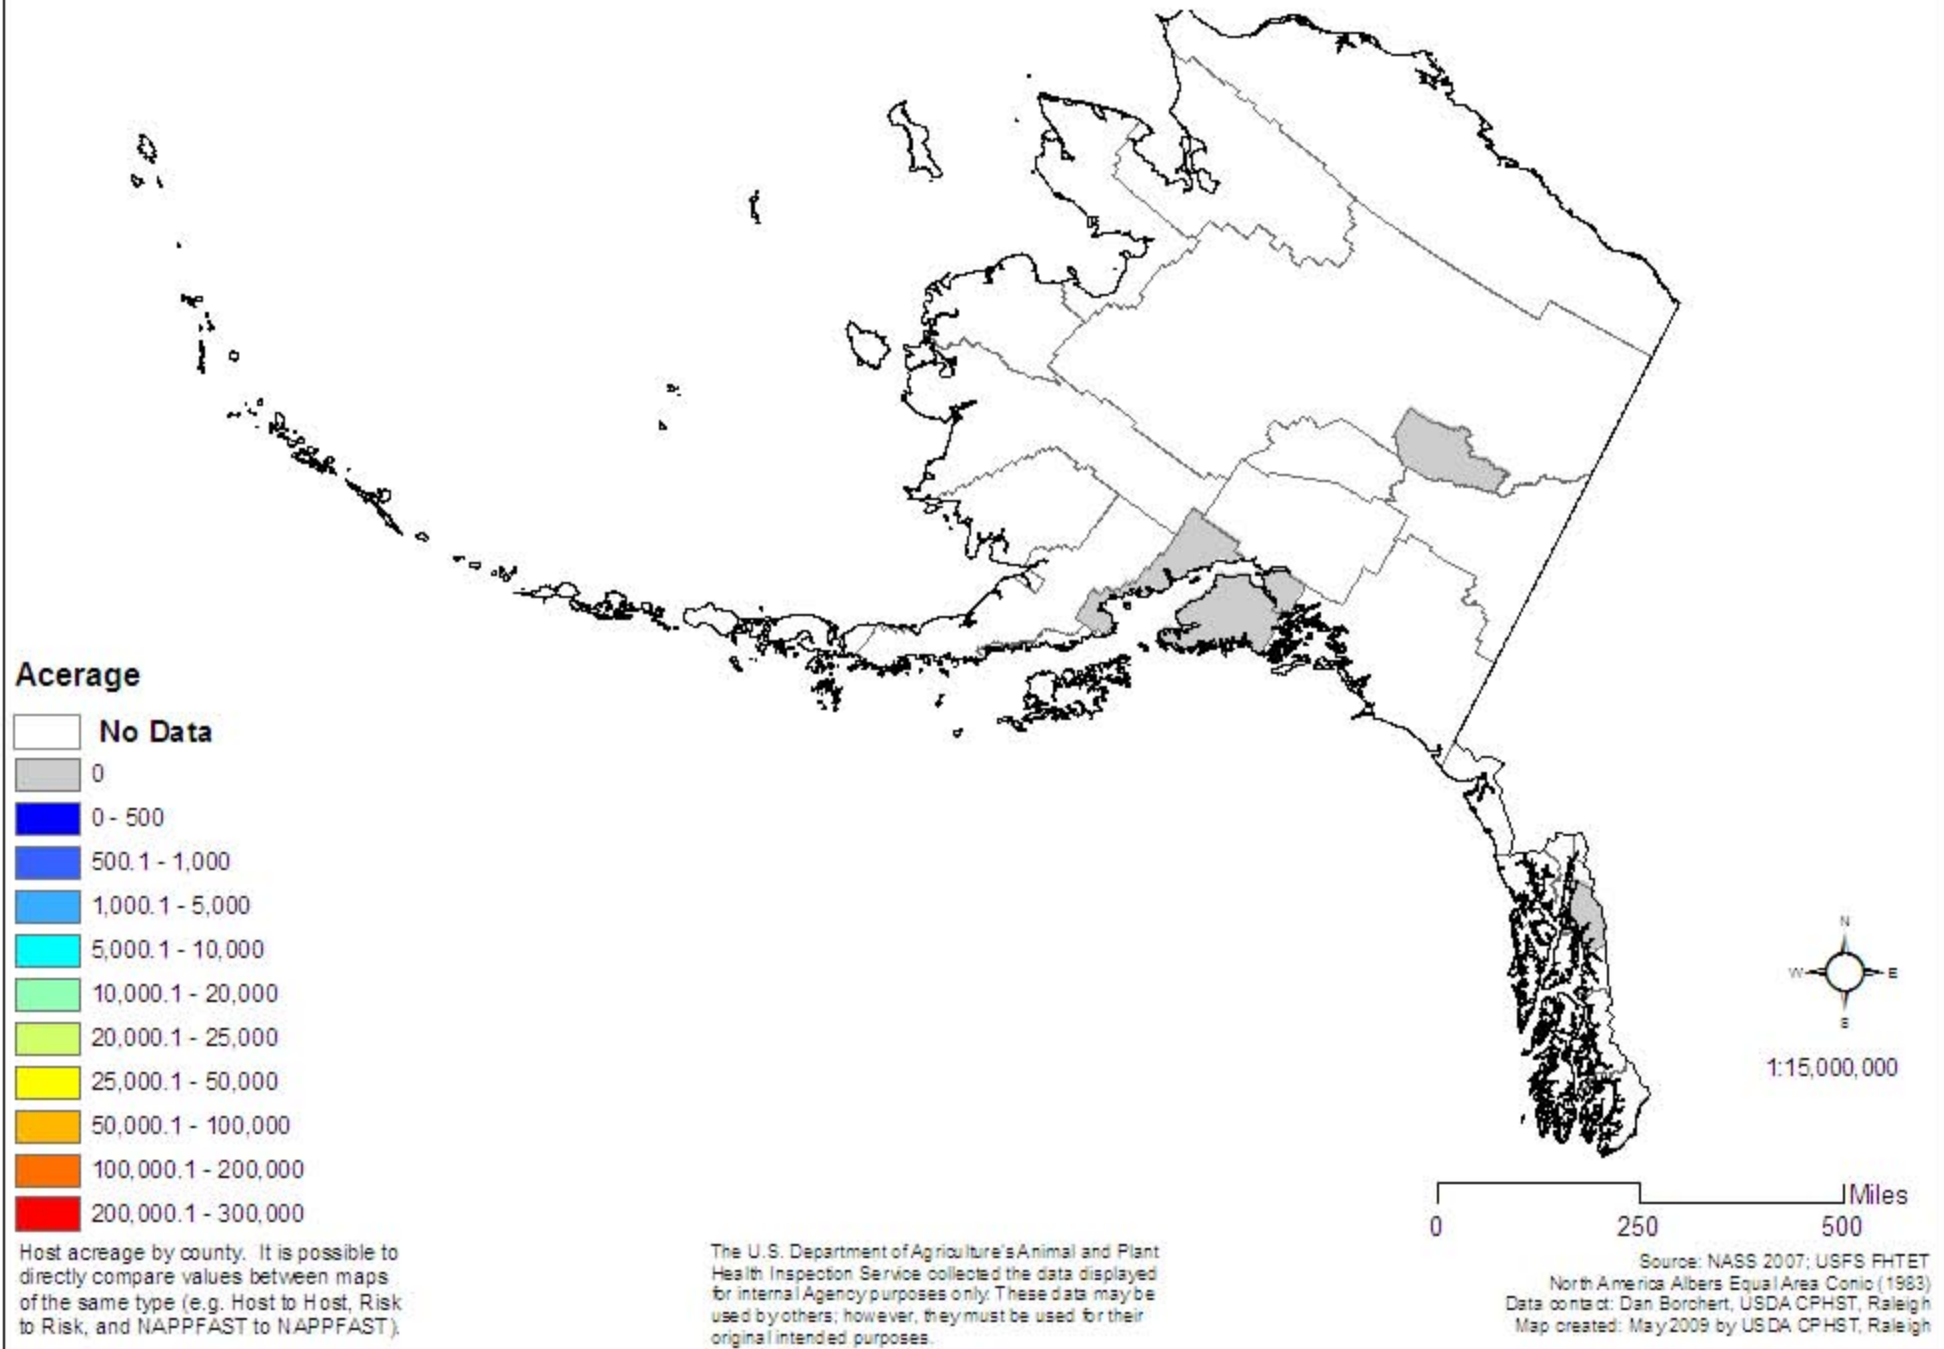 Acerage
No Data
0
0 - 500
500.1 - 1,000
1,000.1 - 5,000
5,000.1 - 10,000
10,000.1 - 20,000
20,000.1 - 25,000
25,000.1 - 50,000
50,000.1 - 100,000
100,000.1 - 200,000
200,000.1 - 300,000
Host acreage by county. It is possible to
directly compare values between maps
of the same type (e.g. Host to Host, Risk
to Risk, and NAPPFAST to NAPPFAST).
The U.S. Department of Agriculture's Animal and Plant
Health Inspection Service collected the data displayed
for internal Agency purposes only. These data may be
used by others; however, they must be used for their
original intended purposes.
N
W
E
S
1:15,000,000
Miles
0
250
500
Source: NASS 2007; USFS FHTET
North America Albers Equal Area Conic (1983)
Data contact: Dan Borchert, USDA CPHST, Raleigh
Map created: May 2009 by USDA CPHST, Raleigh